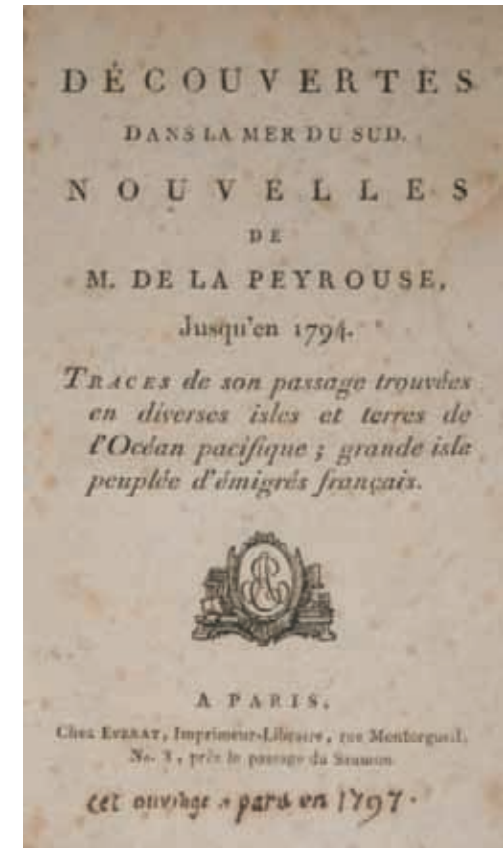 DÉCOUVERTES
DANS LA MER DU SUD.
NOUVELLES
DE
M. DE LA PEYROUSE,
Jusqu'en 1794.
TRACES de son passage trouvées
en diverses isles et terres de
l'Océan pacifique ; grande isle
peuplée d'émigrés français.
A PARIS,
Chez EVERAT, Imprimeur-Libraire, rue Montorgueil,
No. 8, près le passage du Saumon
cet ouvrage a paru en 1797.